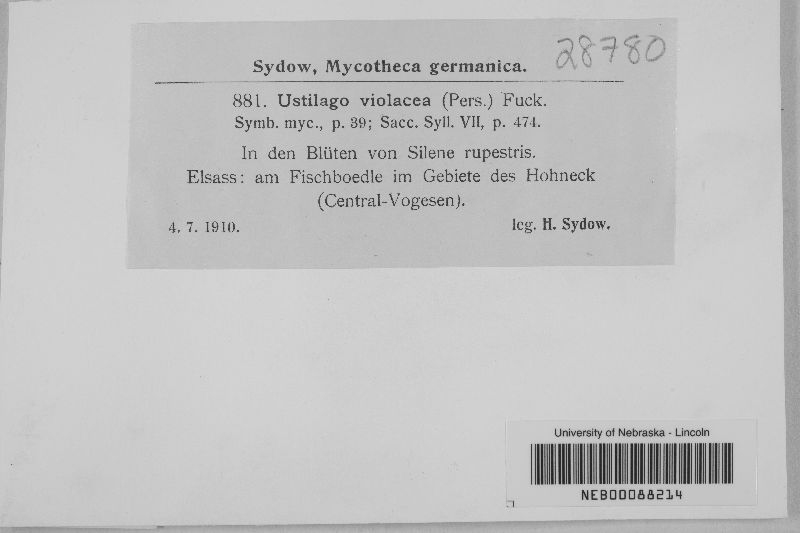 28780
Sydow, Mycotheca germanica.
881. Ustilago violacea (Pers.) Fuck.
Symb. myc., p. 39; Sacc. Syll. VII, p. 474.
In den Blüten von Silene rupestris.
Elsass: am Fischboedle im Gebiete des Hohneck
(Central-Vogesen).
4. 7. 1910. leg. H. Sydow.
University of Nebraska - Lincoln
NEB00088214